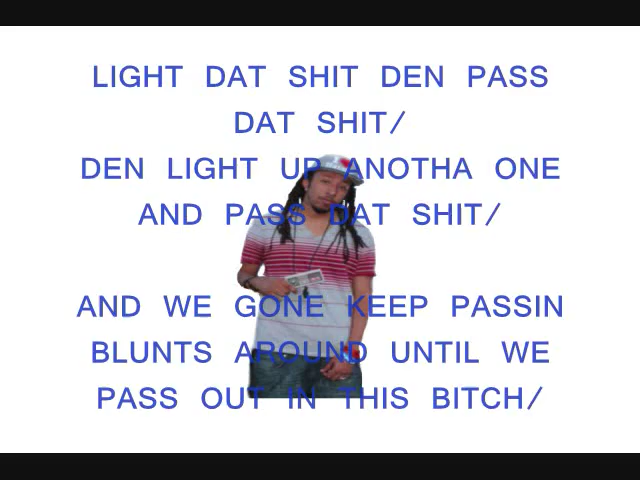 LIGHT DAT SHIT DEN PASS
DAT SHIT/
DEN LIGHT UP ANOTHA ONE
AND PASS DAT SHIT/
AND WE GONE KEEP PASSIN
BLUNTS AROUND UNTIL WE
PASS OUT IN THIS BITCH/